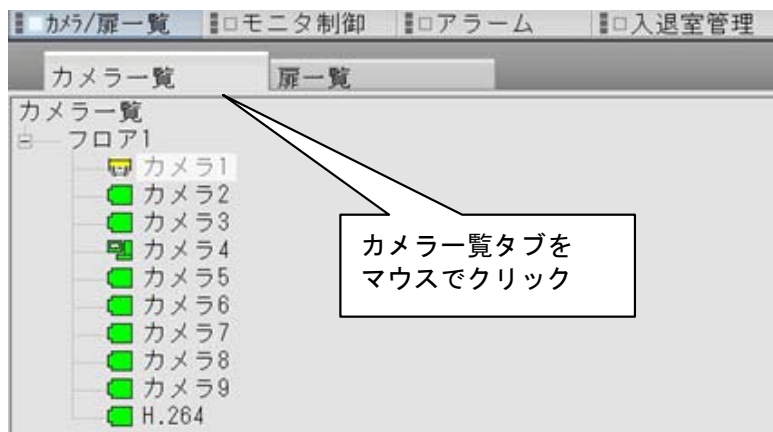 カメラ/扉一覧 モニタ制御 アラーム 入退室管理
カメラ一覧 扉一覧
カメラ一覧
フロア1
カメラ1
カメラ2
カメラ3
カメラ4
カメラ5
カメラ6
カメラ7
カメラ8
カメラ9
H.264
カメラ一覧タブを
マウスでクリック